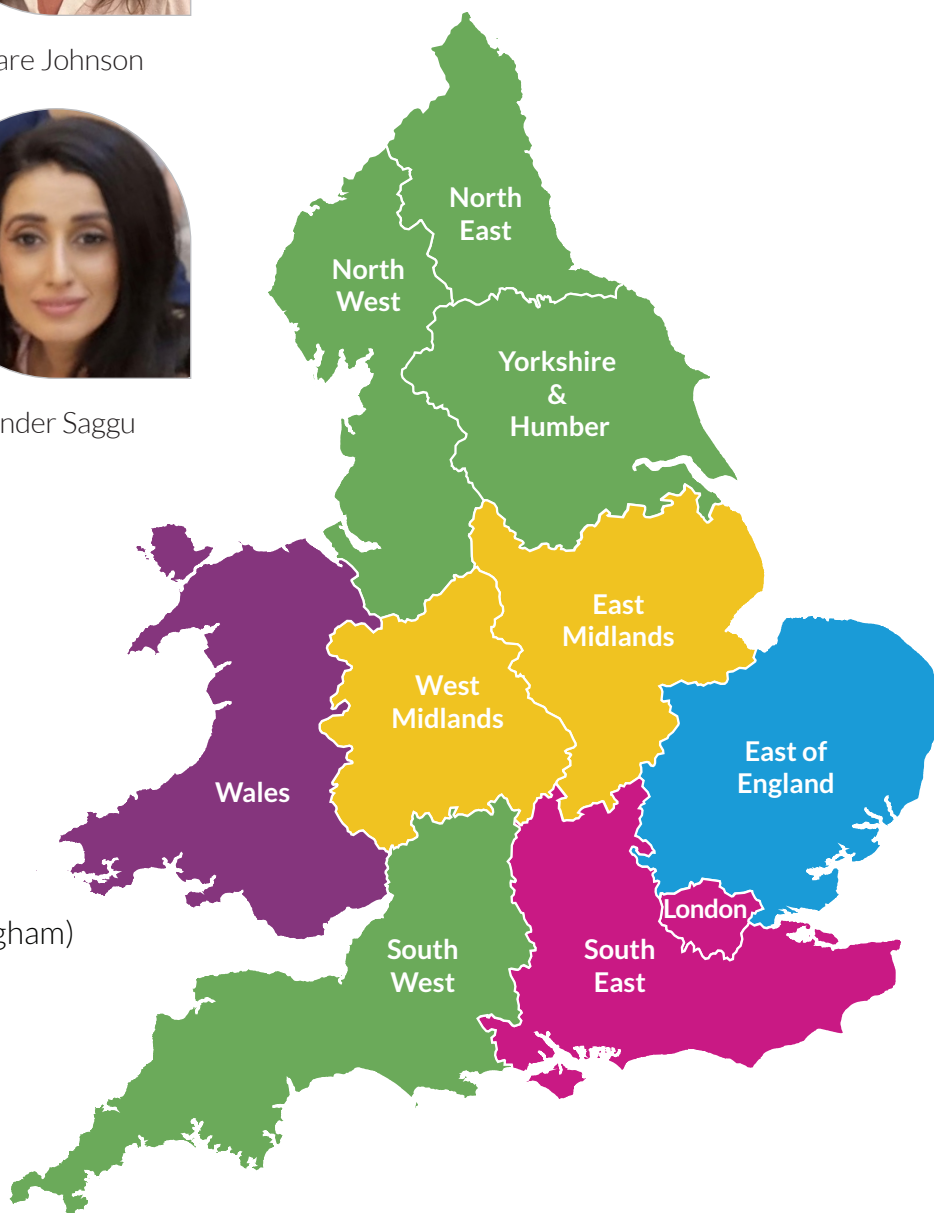 are Johnson
nder Saggu
gham)
North
East
North
West
Yorkshire
&
Humber
East
Midlands
West
Midlands
East of
England
Wales
London
South
West
South
East